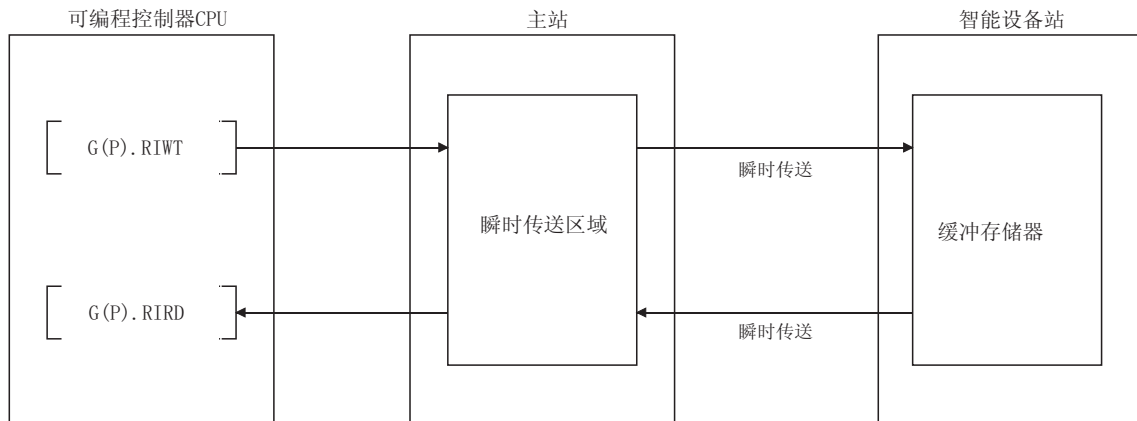 可编程控制器CPU
主站
智能设备站
G(P).RIWT
瞬时传送
瞬时传送区域
缓冲存储器
G(P).RIRD
瞬时传送